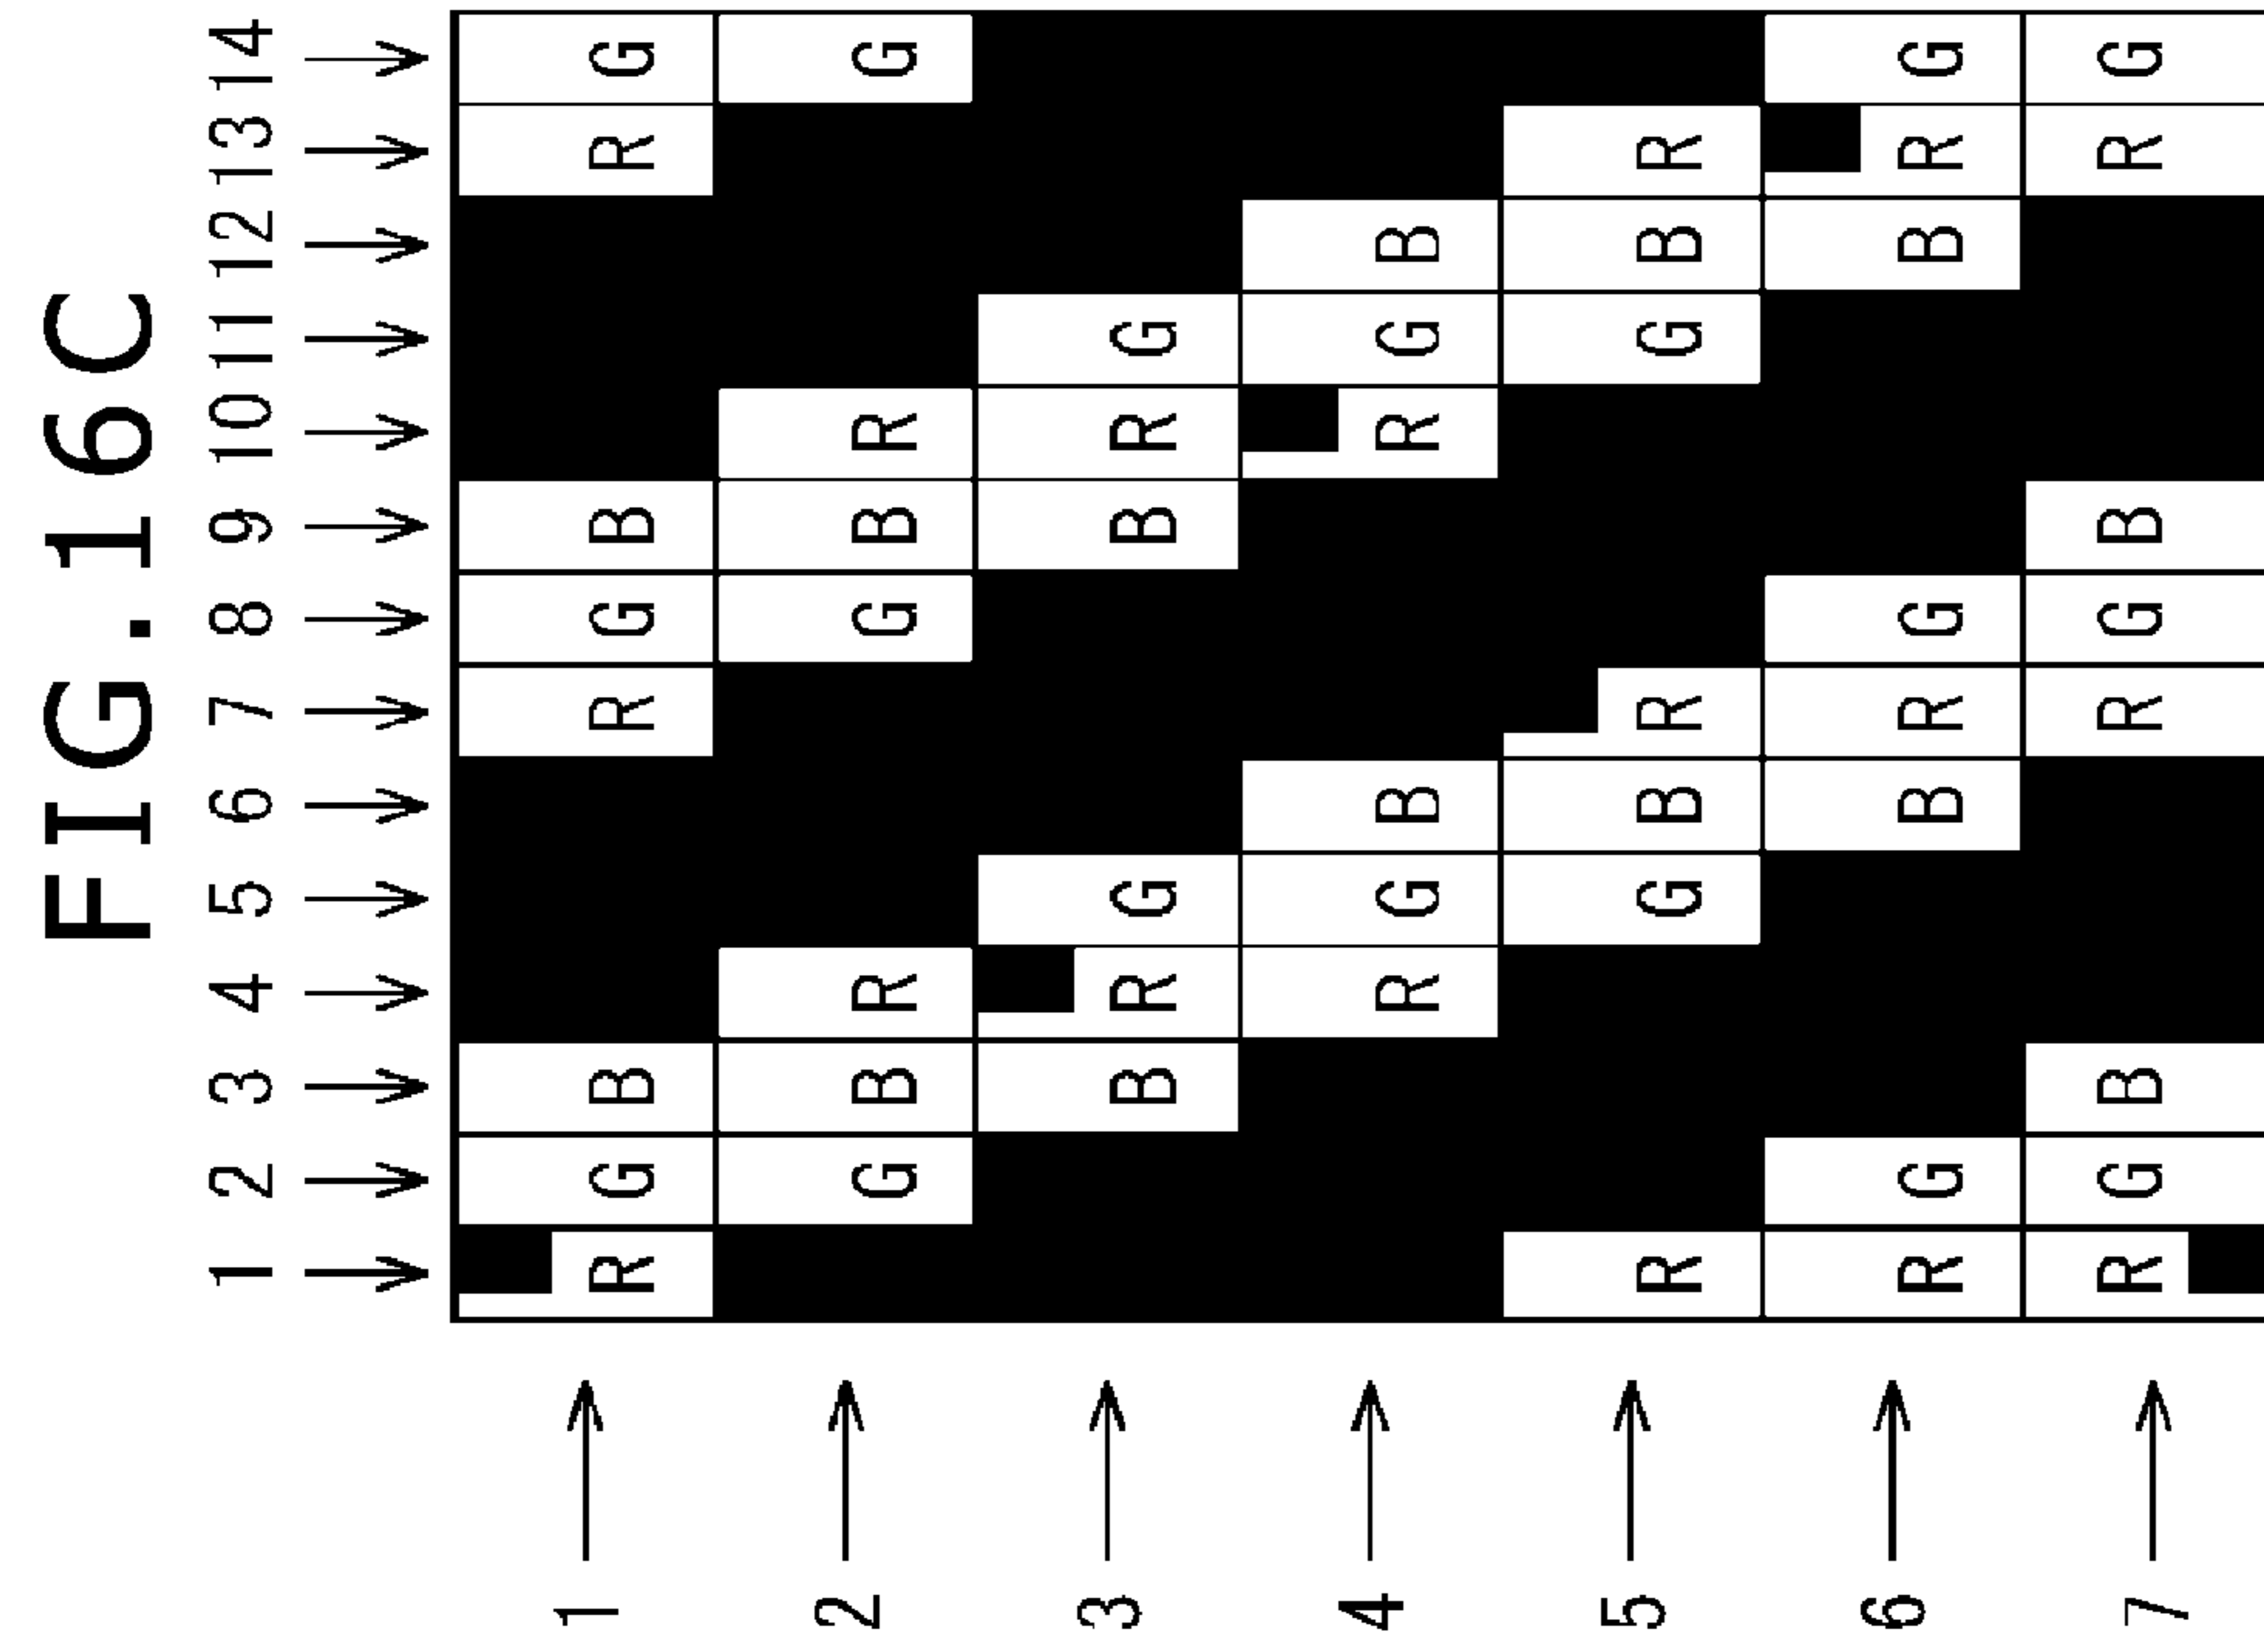 FIG.16C
1 2 3 4 5 6 7 8 9 10 11 12 13 14
1 R G B R G B R G
2 G B R G B R G
3 B R G B R G
4 R G B R G B
5 R G B R G B R
6 R G B R G B R G
7 R G B R G B R G